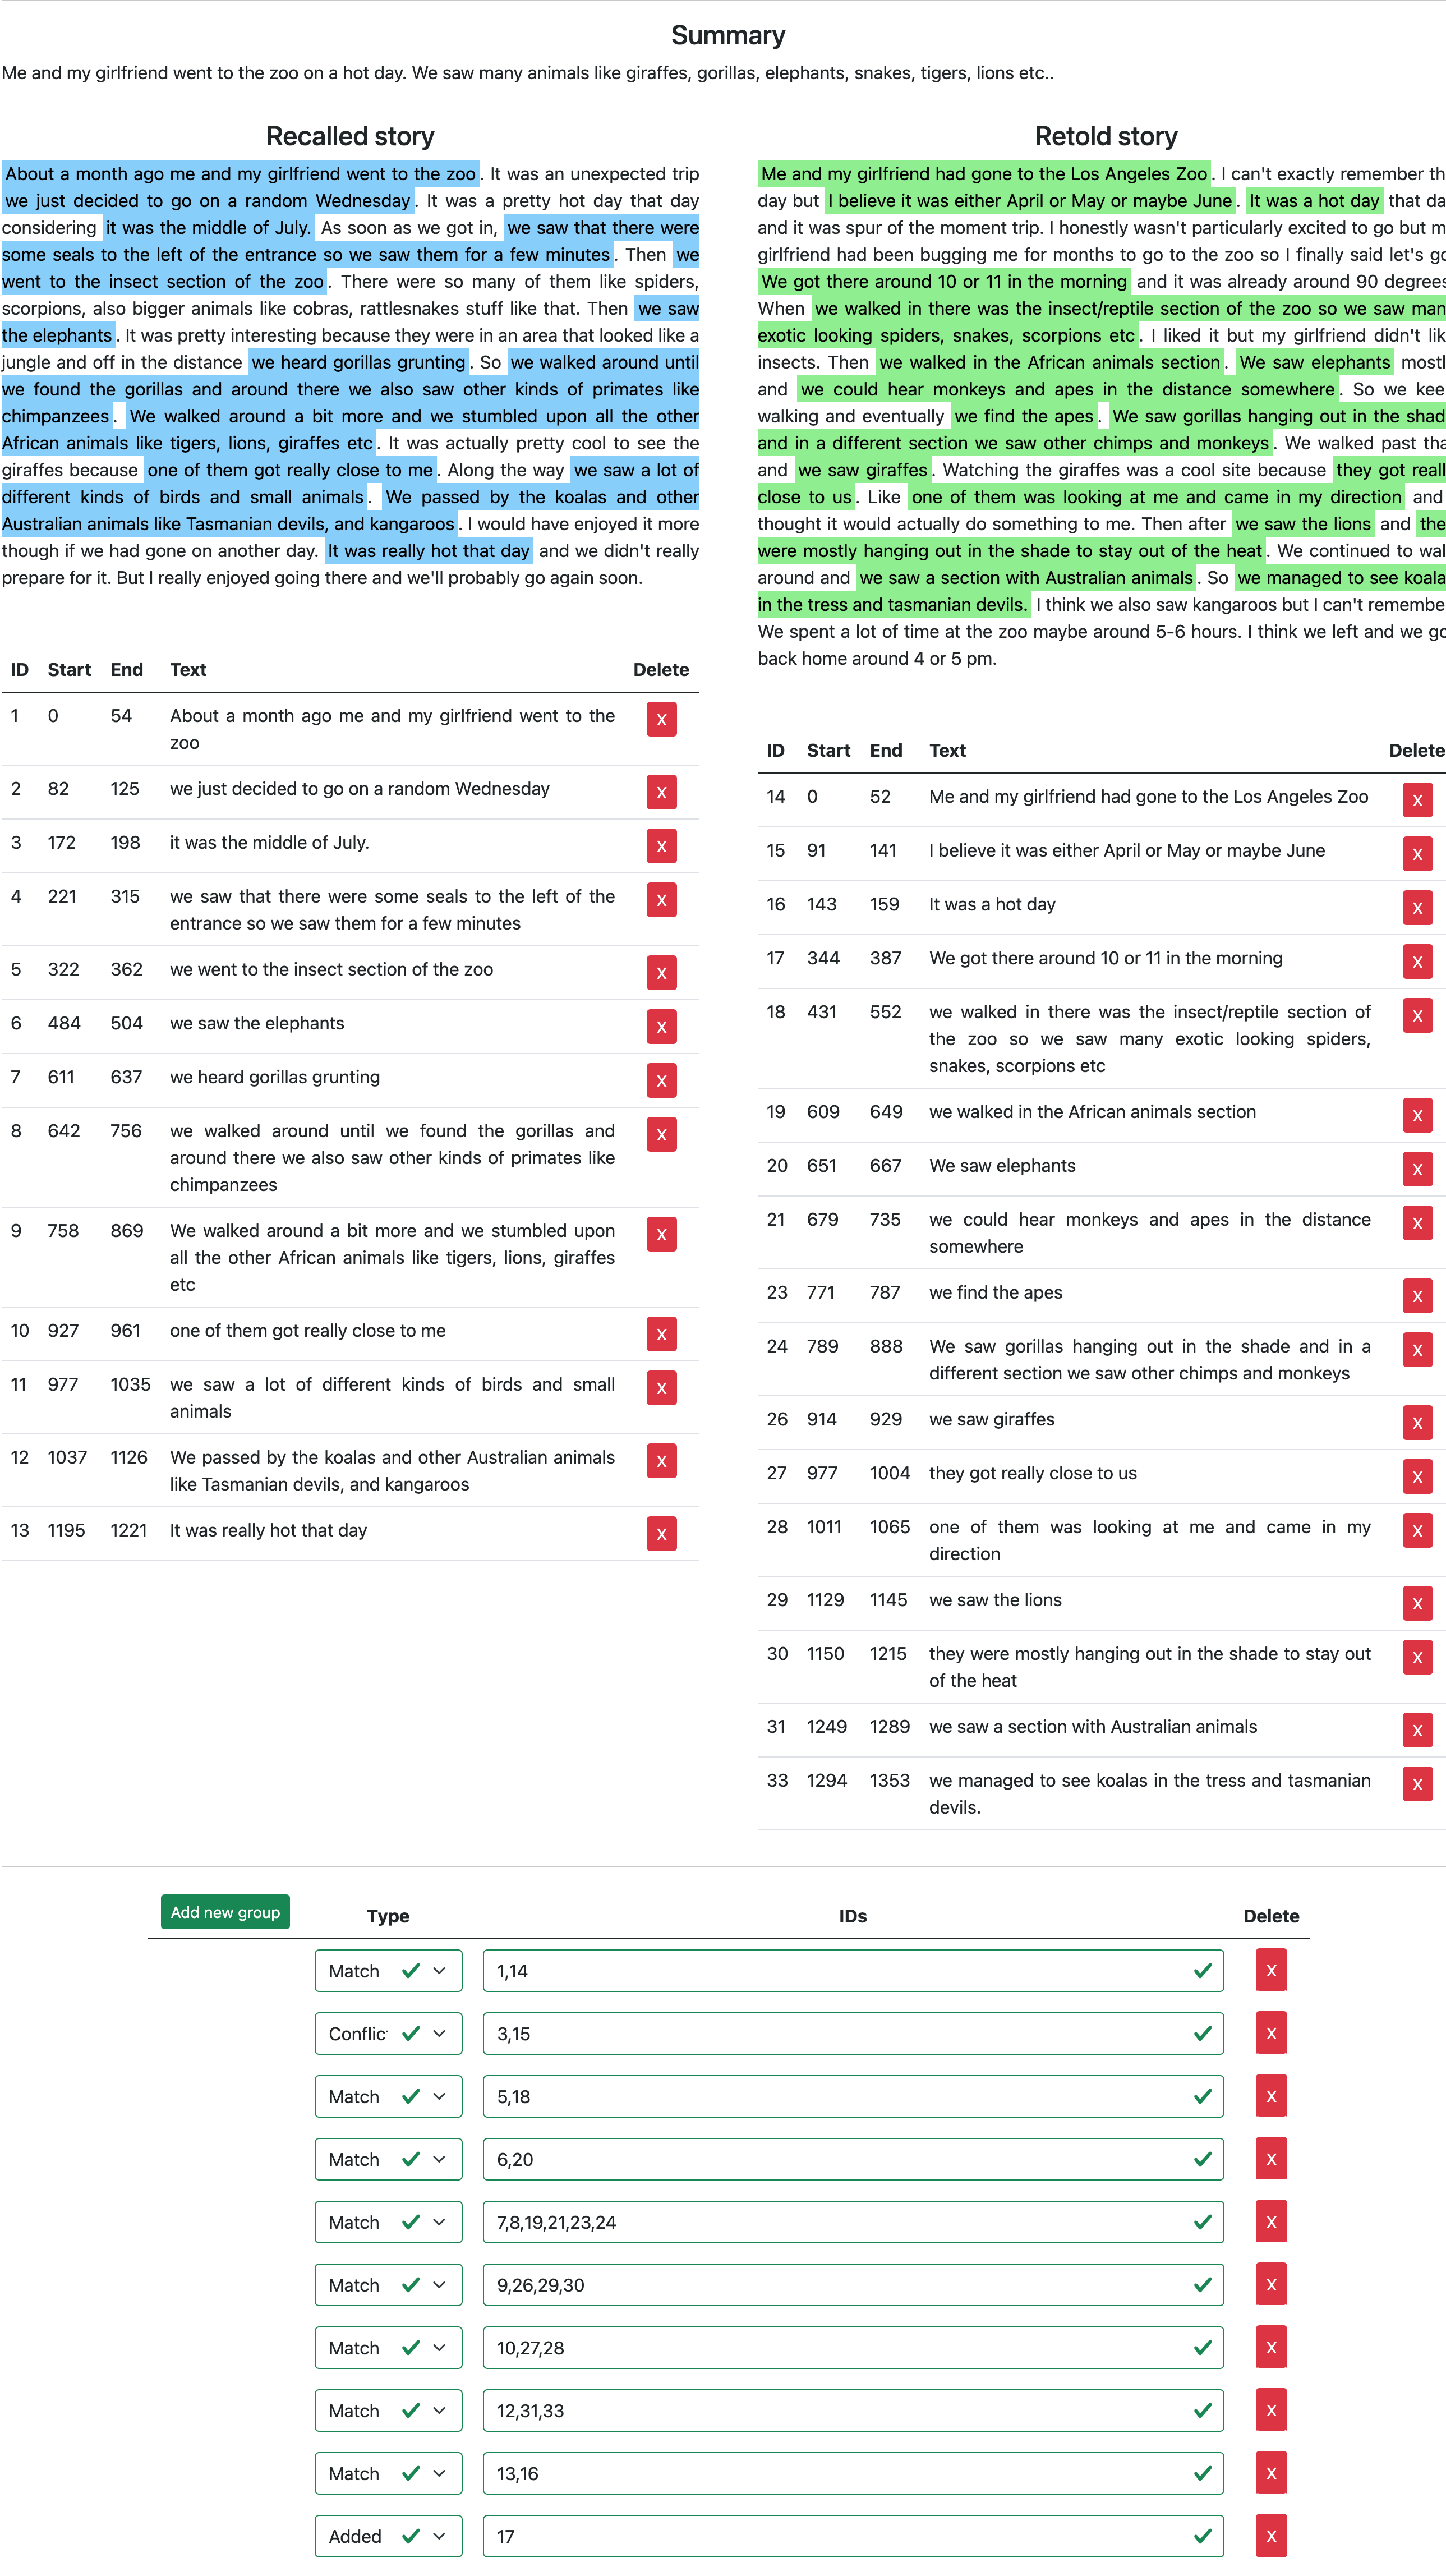 Summary
Me and my girlfriend went to the zoo on a hot day. We saw many animals like giraffes, gorillas, elephants, snakes, tigers, lions etc..
Recalled story
About a month ago me and my girlfriend went to the zoo. It was an unexpected trip
we just decided to go on a random Wednesday. It was a pretty hot day that day
considering it was the middle of July. As soon as we got in, we saw that there were
some seals to the left of the entrance so we saw them for a few minutes. Then we
went to the insect section of the zoo. There were so many of them like spiders,
scorpions, also bigger animals like cobras, rattlesnakes stuff like that. Then we saw
the elephants. It was pretty interesting because they were in an area that looked like a
jungle and off in the distance we heard gorillas grunting. So we walked around until
we found the gorillas and around there we also saw other kinds of primates like
chimpanzees. We walked around a bit more and we stumbled upon all the other
African animals like tigers, lions, giraffes etc. It was actually pretty cool to see the
giraffes because one of them got really close to me. Along the way we saw a lot of
different kinds of birds and small animals. We passed by the koalas and other
Australian animals like Tasmanian devils, and kangaroos. I would have enjoyed it more
though if we had gone on another day. It was really hot that day and we didn't really
prepare for it. But I really enjoyed going there and we'll probably go again soon.
ID Start End Text Delete
1 0 54 About a month ago me and my girlfriend went to the X
zoo
2 82 125 we just decided to go on a random Wednesday X
3 172 198 it was the middle of July. X
4 221 315 we saw that there were some seals to the left of the X
entrance so we saw them for a few minutes
5 322 362 we went to the insect section of the zoo X
6 484 504 we saw the elephants X
7 611 637 we heard gorillas grunting X
8 642 756 we walked around until we found the gorillas and X
around there we also saw other kinds of primates like
chimpanzees
9 758 869 We walked around a bit more and we stumbled upon X
all the other African animals like tigers, lions, giraffes
etc
10 927 961 one of them got really close to me X
11 977 1035 we saw a lot of different kinds of birds and small X
animals
12 1037 1126 We passed by the koalas and other Australian animals X
like Tasmanian devils, and kangaroos
13 1195 1221 It was really hot that day X
Retold story
Me and my girlfriend had gone to the Los Angeles Zoo. I can't exactly remember th
day but I believe it was either April or May or maybe June. It was a hot day that da
and it was spur of the moment trip. I honestly wasn't particularly excited to go but m
girlfriend had been bugging me for months to go to the zoo so I finally said let's go
We got there around 10 or 11 in the morning and it was already around 90 degrees
When we walked in there was the insect/reptile section of the zoo so we saw man
exotic looking spiders, snakes, scorpions etc. I liked it but my girlfriend didn't lik
insects. Then we walked in the African animals section. We saw elephants mostl
and we could hear monkeys and apes in the distance somewhere. So we kee
walking and eventually we find the apes. We saw gorillas hanging out in the shad
and in a different section we saw other chimps and monkeys. We walked past tha
and we saw giraffes. Watching the giraffes was a cool site because they got reall
close to us. Like one of them was looking at me and came in my direction and
thought it would actually do something to me. Then after we saw the lions and the
were mostly hanging out in the shade to stay out of the heat. We continued to wal
around and we saw a section with Australian animals. So we managed to see koala
in the tress and tasmanian devils. I think we also saw kangaroos but I can't remembe
We spent a lot of time at the zoo maybe around 5-6 hours. I think we left and we go
back home around 4 or 5 pm.
ID Start End Text Delete
14 0 52 Me and my girlfriend had gone to the Los Angeles Zoo X
15 91 141 I believe it was either April or May or maybe June X
16 143 159 It was a hot day X
17 344 387 We got there around 10 or 11 in the morning X
18 431 552 we walked in there was the insect/reptile section of X
the zoo so we saw many exotic looking spiders,
snakes, scorpions etc
19 609 649 we walked in the African animals section X
20 651 667 We saw elephants X
21 679 735 we could hear monkeys and apes in the distance X
somewhere
23 771 787 we find the apes X
24 789 888 We saw gorillas hanging out in the shade and in a X
different section we saw other chimps and monkeys
26 914 929 we saw giraffes X
27 977 1004 they got really close to us X
28 1011 1065 one of them was looking at me and came in my X
direction
29 1129 1145 we saw the lions X
30 1150 1215 they were mostly hanging out in the shade to stay out X
of the heat
31 1249 1289 we saw a section with Australian animals X
33 1294 1353 we managed to see koalas in the tress and tasmanian X
devils.
Add new group Type IDs Delete
Match 1,14 X
Conflic 3,15 X
Match 5,18 X
Match 6,20 X
Match 7,8,19,21,23,24 X
Match 9,26,29,30 X
Match 10,27,28 X
Match 12,31,33 X
Match 13,16 X
Added 17 X